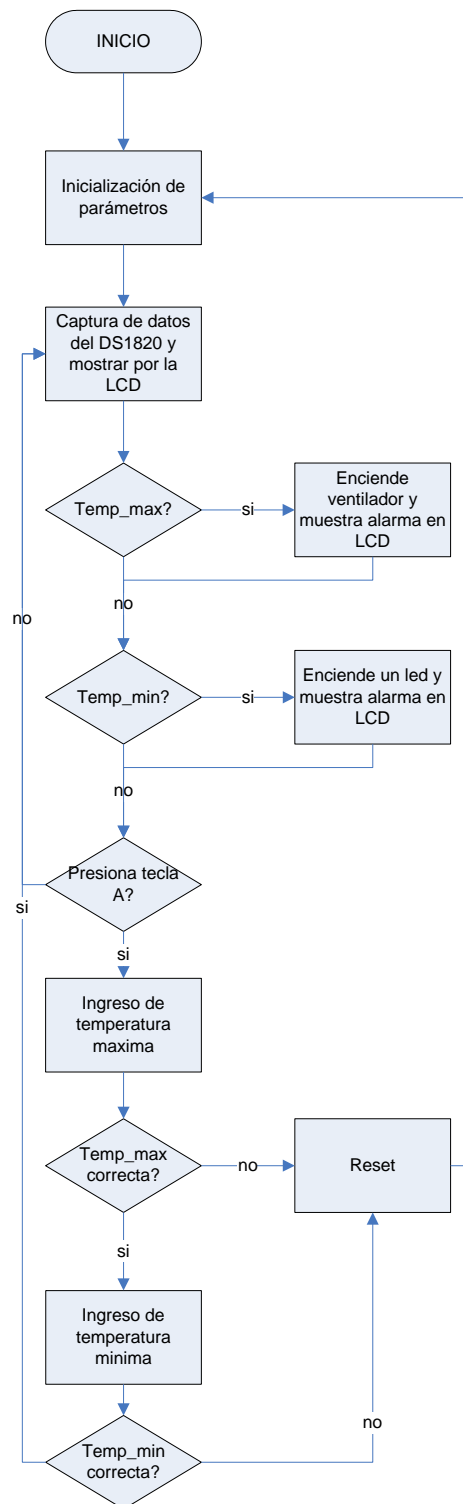 INICIO
Inicialización de
parámetros
Captura de datos
del DS1820 y
mostrar por la
LCD
Temp_max?
si
Enciende
ventilador y
muestra alarma en
LCD
no
no
Temp_min?
si
Enciende un led y
muestra alarma en
LCD
no
Presiona tecla
A?
si
si
Ingreso de
temperatura
maxima
Temp_max
correcta?
no
Reset
si
Ingreso de
temperatura
minima
no
Temp_min
correcta?